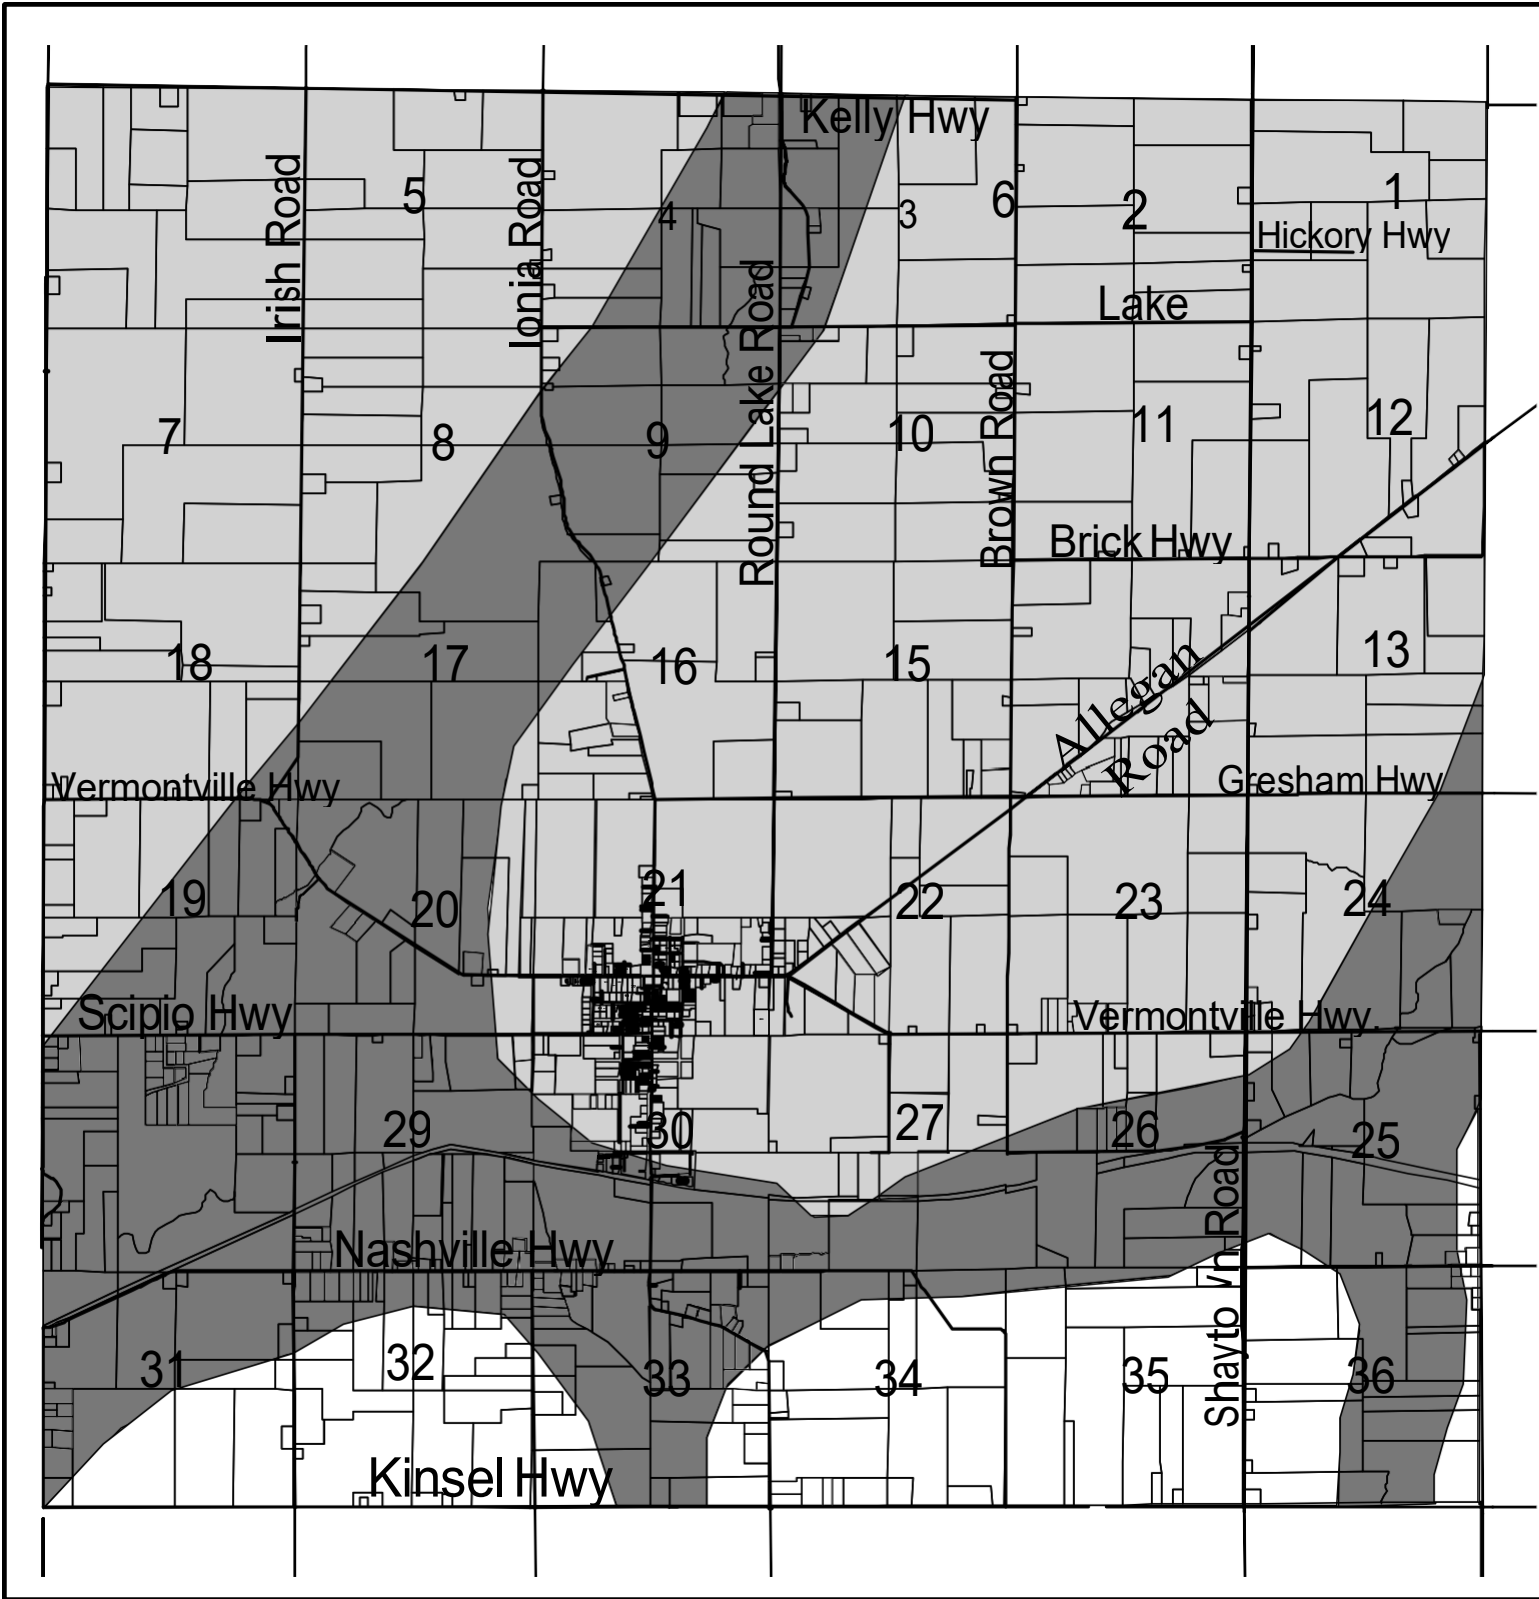 Kelly Hwy
Irish Road
Ionia Road
Round Lake Road
Brown Road
5
4
3
6
2
1
Hickory Hwy
Lake
7
8
9
10
11
12
Brick Hwy
18
17
16
15
Allegan
Road
13
Vermontville Hwy
Gresham Hwy
19
20
21
22
23
24
Scipio Hwy
Vermontville Hwy.
29
30
27
26
25
Nashville Hwy
Shayto vn Road
31
32
33
34
35
36
Kinsel Hwy